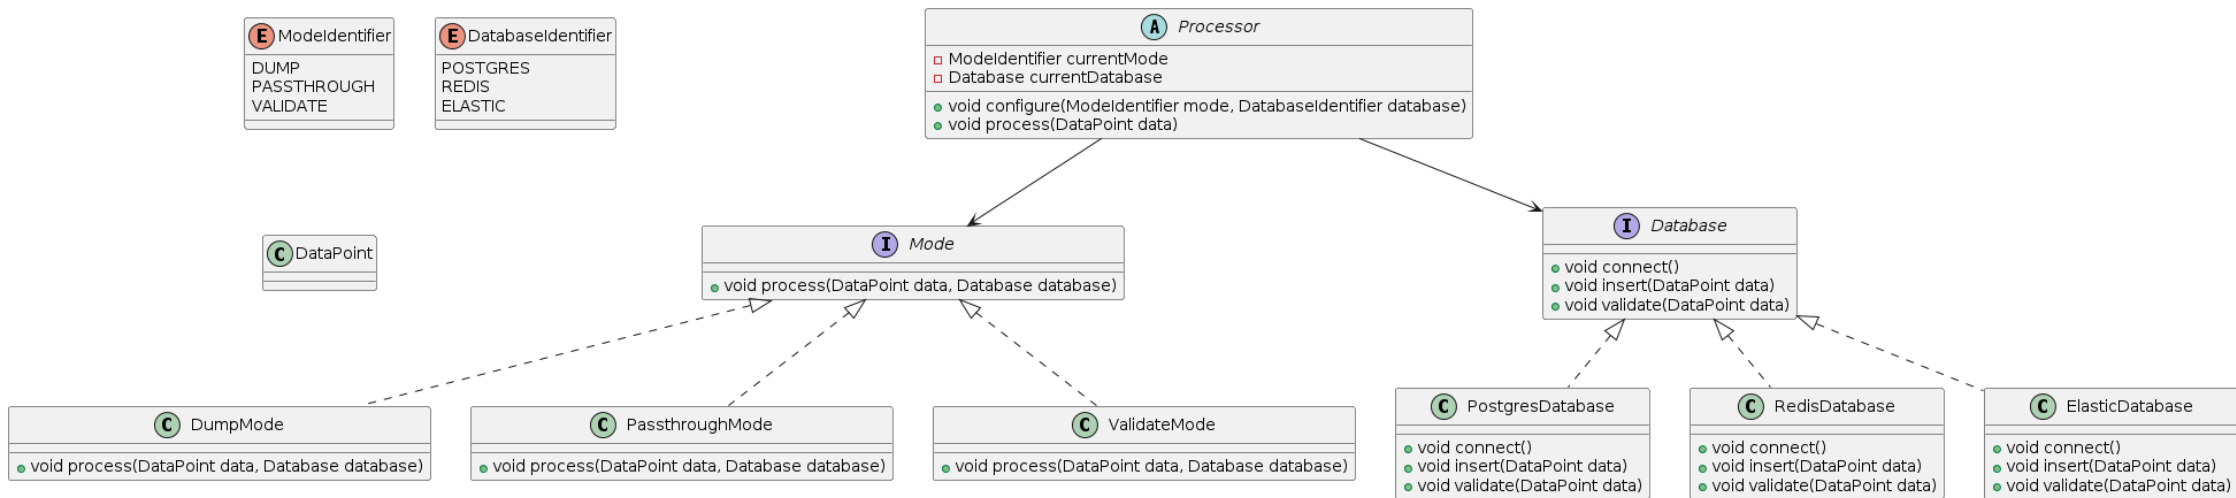 E ModeIdentifier
DUMP
PASSTHROUGH
VALIDATE
E DatabaseIdentifier
POSTGRES
REDIS
ELASTIC
A Processor
ModeIdentifier currentMode
Database currentDatabase
void configure(ModeIdentifier mode, DatabaseIdentifier database)
void process(DataPoint data)
C DataPoint
I Mode
void process(DataPoint data, Database database)
I Database
void connect()
void insert(DataPoint data)
void validate(DataPoint data)
C DumpMode
void process(DataPoint data, Database database)
C PassthroughMode
void process(DataPoint data, Database database)
C ValidateMode
void process(DataPoint data, Database database)
C PostgresDatabase
void connect()
void insert(DataPoint data)
void validate(DataPoint data)
C RedisDatabase
void connect()
void insert(DataPoint data)
void validate(DataPoint data)
C ElasticDatabase
void connect()
void insert(DataPoint data)
void validate(DataPoint data)